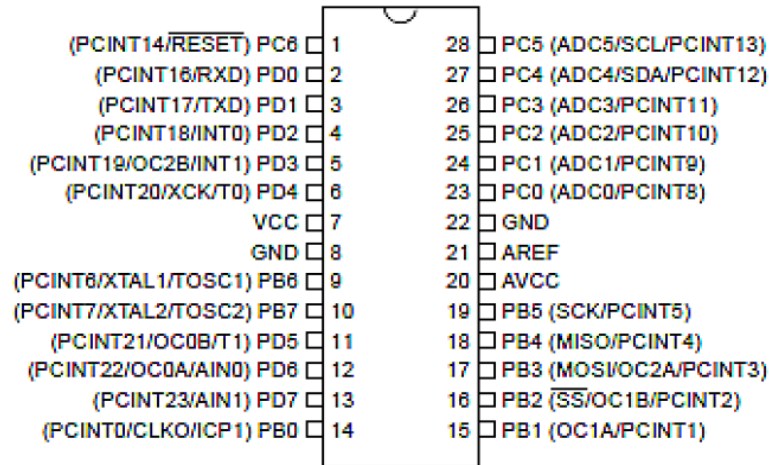 (PCINT14/RESET) PC6 1 28 PC5 (ADC5/SCL/PCINT13)
(PCINT16/RXD) PD0 2 27 PC4 (ADC4/SDA/PCINT12)
(PCINT17/TXD) PD1 3 26 PC3 (ADC3/PCINT11)
(PCINT18/INT0) PD2 4 25 PC2 (ADC2/PCINT10)
(PCINT19/OC2B/INT1) PD3 5 24 PC1 (ADC1/PCINT9)
(PCINT20/XCK/T0) PD4 6 23 PC0 (ADC0/PCINT8)
VCC 7 22 GND
GND 8 21 AREF
(PCINT6/XTAL1/TOSC1) PB6 9 20 AVCC
(PCINT7/XTAL2/TOSC2) PB7 10 19 PB5 (SCK/PCINT5)
(PCINT21/OC0B/T1) PD5 11 18 PB4 (MISO/PCINT4)
(PCINT22/OC0A/AIN0) PD6 12 17 PB3 (MOSI/OC2A/PCINT3)
(PCINT23/AIN1) PD7 13 16 PB2 (SS/OC1B/PCINT2)
(PCINT0/CLKO/ICP1) PB0 14 15 PB1 (OC1A/PCINT1)